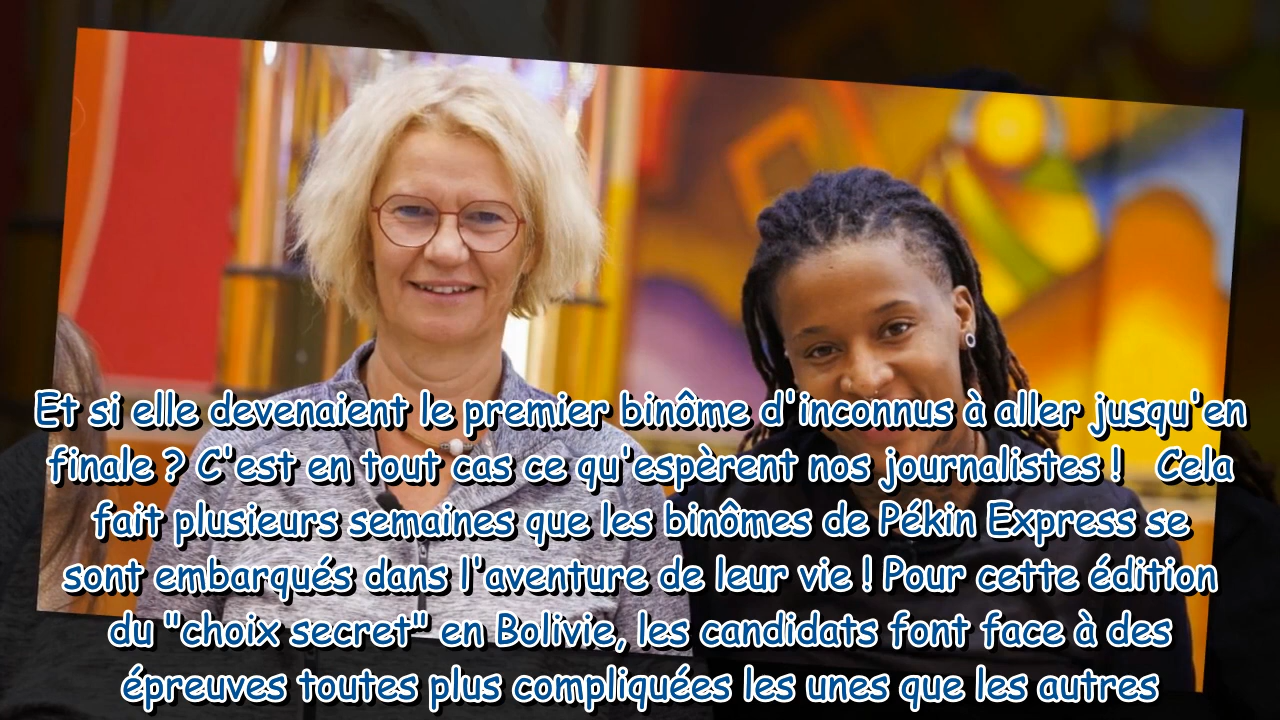 Et si elle devenaient le premier binôme d'inconnus à aller jusqu'en
finale ? C'est en tout cas ce qu'espèrent nos journalistes ! Cela
fait plusieurs semaines que les binômes de Pékin Express se
sont embarqués dans l'aventure de leur vie ! Pour cette édition
du "choix secret" en Bolivie, les candidats font face à des
épreuves toutes plus compliquées les unes que les autres